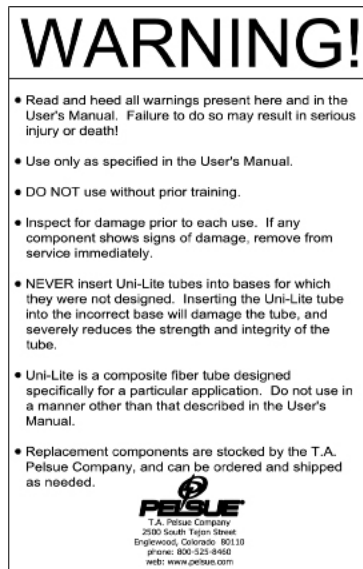 WARNING!
• Read and heed all warnings present here and in the
User's Manual. Failure to do so may result in serious
injury or death!
• Use only as specified in the User's Manual.
• DO NOT use without prior training.
• Inspect for damage prior to each use. If any
component shows signs of damage, remove from
service immediately.
• NEVER insert Uni-Lite tubes into bases for which
they were not designed. Inserting the Uni-Lite tube
into the incorrect base will damage the tube, and
severely reduces the strength and integrity of the
tube.
• Uni-Lite is a composite fiber tube designed
specifically for a particular application. Do not use in
a manner other than that described in the User's
Manual.
• Replacement components are stocked by the T.A.
Pelsue Company, and can be ordered and shipped
as needed.
PELSUE
T.A. Pelsue Company
2500 South Tejon Street
Englewood, Colorado 80110
phone: 800-525-8460
web: www.pelsue.com